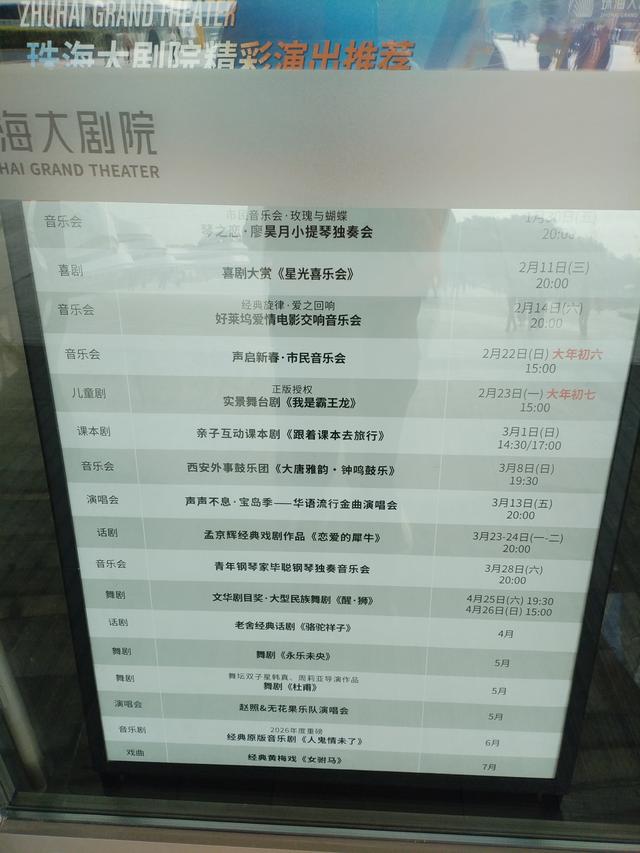 ZHUHAI GRAND THEATER
珠海大剧院精彩演出推荐
珠海大
海大剧院
HAI GRAND THEATER
音乐会
市民音乐会·玫瑰与蝴蝶
琴之恋·廖昊月小提琴独奏会
1月30日(五)
20:00
喜剧
喜剧大赏《星光喜乐会》
2月11日(三)
20:00
音乐会
经典旋律·爱之回响
好莱坞爱情电影交响音乐会
2月14日(六)
20:00
音乐会
声启新春·市民音乐会
2月22日(日) 大年初六
15:00
儿童剧
正版授权
实景舞台剧《我是霸王龙》
2月23日(一) 大年初七
15:00
课本剧
亲子互动课本剧《跟着课本去旅行》
3月1日(日)
14:30/17:00
音乐会
西安外事鼓乐团《大唐雅韵·钟鸣鼓乐》
3月8日(日)
19:30
演唱会
声声不息·宝岛季——华语流行金曲演唱会
3月13日(五)
20:00
话剧
孟京辉经典戏剧作品《恋爱的犀牛》
3月23-24日(一-二)
20:00
音乐会
青年钢琴家毕聪钢琴独奏音乐会
3月28日(六)
20:00
舞剧
文华剧目奖·大型民族舞剧《醒·狮》
4月25日(六) 19:30
4月26日(日) 15:00
话剧
老舍经典话剧《骆驼祥子》
4月
舞剧
舞剧《永乐未央》
5月
舞剧
舞坛双子星韩真、周莉亚导演作品
舞剧《杜甫》
5月
演唱会
赵照&无花果乐队演唱会
5月
音乐剧
2026年度重磅
经典原版音乐剧《人鬼情未了》
6月
戏曲
经典黄梅戏《女驸马》
7月